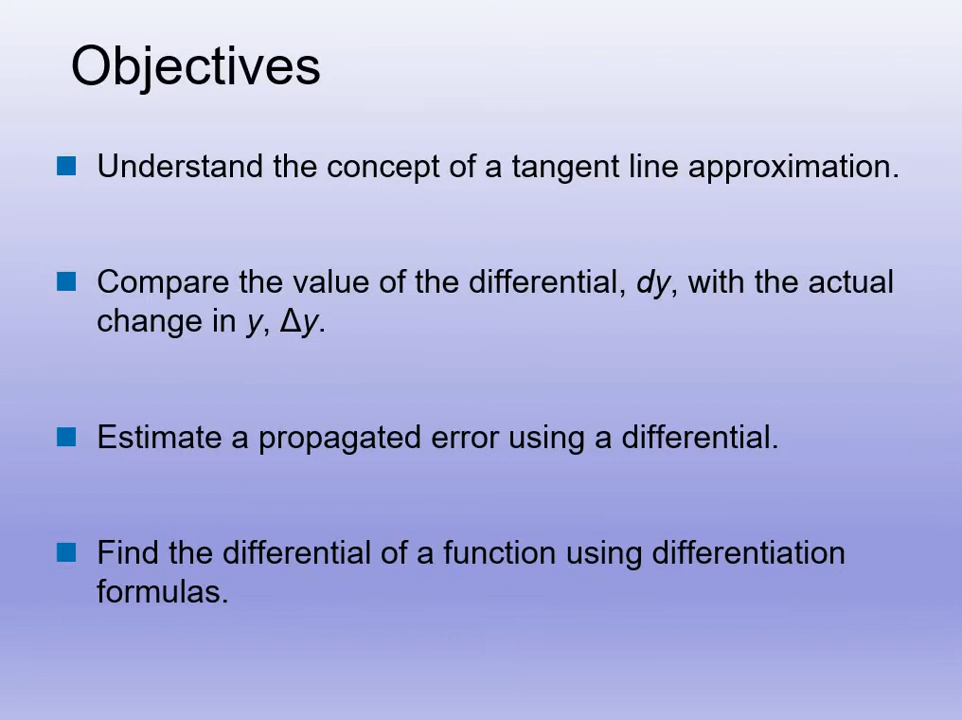 Objectives
Understand the concept of a tangent line approximation.
Compare the value of the differential, dy, with the actual
change in y, Δy.
Estimate a propagated error using a differential.
Find the differential of a function using differentiation
formulas.